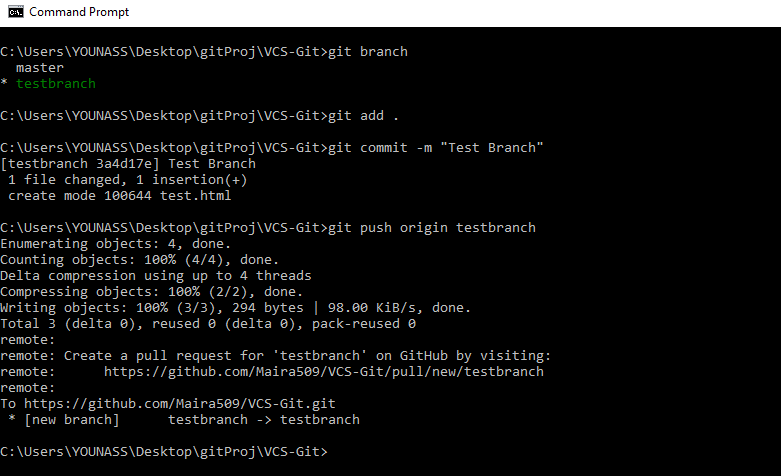 Command Prompt
C:\Users\YOUNASS\Desktop\gitProj\VCS-Git>git branch
  master
* testbranch
C:\Users\YOUNASS\Desktop\gitProj\VCS-Git>git add .
C:\Users\YOUNASS\Desktop\gitProj\VCS-Git>git commit -m "Test Branch"
[testbranch 3a4d17e] Test Branch
 1 file changed, 1 insertion(+)
 create mode 100644 test.html
C:\Users\YOUNASS\Desktop\gitProj\VCS-Git>git push origin testbranch
Enumerating objects: 4, done.
Counting objects: 100% (4/4), done.
Delta compression using up to 4 threads
Compressing objects: 100% (2/2), done.
Writing objects: 100% (3/3), 294 bytes | 98.00 KiB/s, done.
Total 3 (delta 0), reused 0 (delta 0), pack-reused 0
remote:
remote: Create a pull request for 'testbranch' on GitHub by visiting:
remote:      https://github.com/Maira509/VCS-Git/pull/new/testbranch
remote:
To https://github.com/Maira509/VCS-Git.git
 * [new branch]      testbranch -> testbranch
C:\Users\YOUNASS\Desktop\gitProj\VCS-Git>